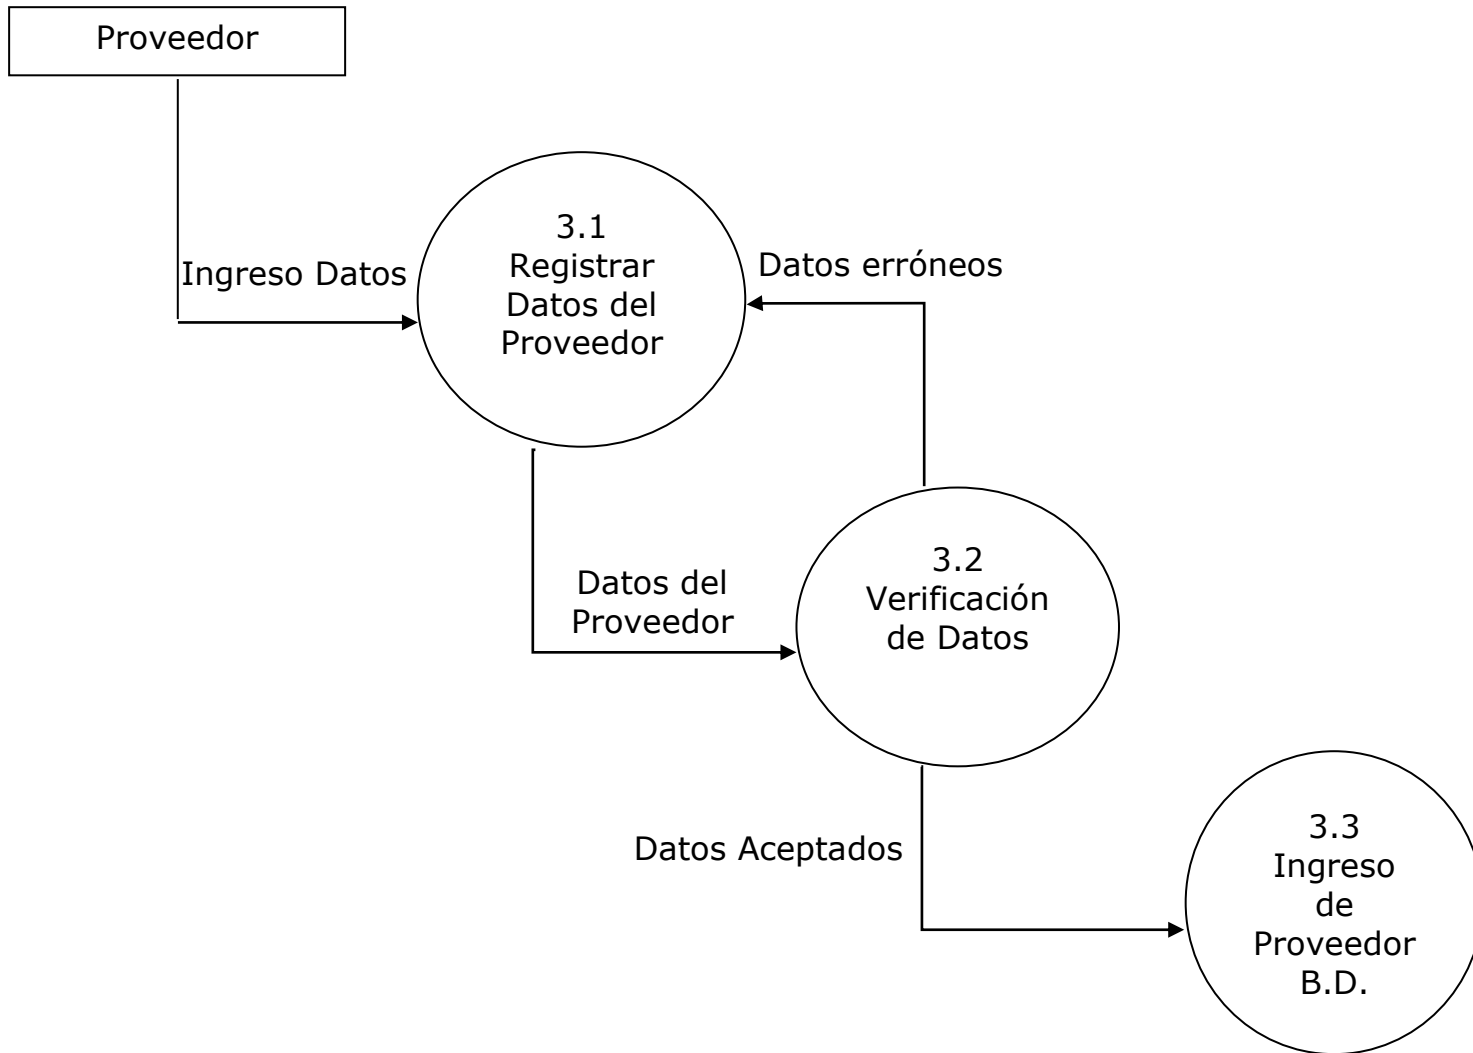 Proveedor
3.1
Registrar
Datos del
Proveedor
Ingreso Datos
Datos erróneos
Datos del
Proveedor
3.2
Verificación
de Datos
Datos Aceptados
3.3
Ingreso
de
Proveedor
B.D.